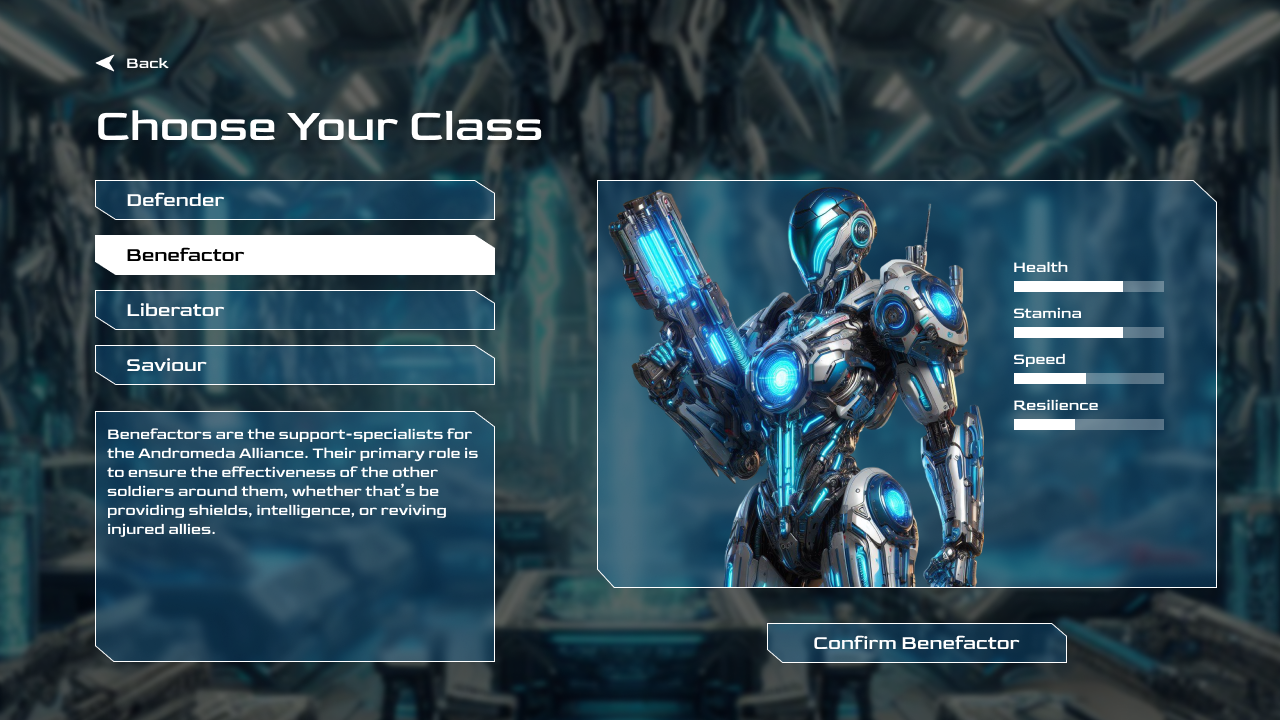 Back
Choose Your Class
Defender
Benefactor
Liberator
Saviour
Benefactors are the support-specialists for
the Andromeda Alliance. Their primary role is
to ensure the effectiveness of the other
soldiers around them, whether that's be
providing shields, intelligence, or reviving
injured allies.
Health
Stamina
Speed
Resilience
Confirm Benefactor